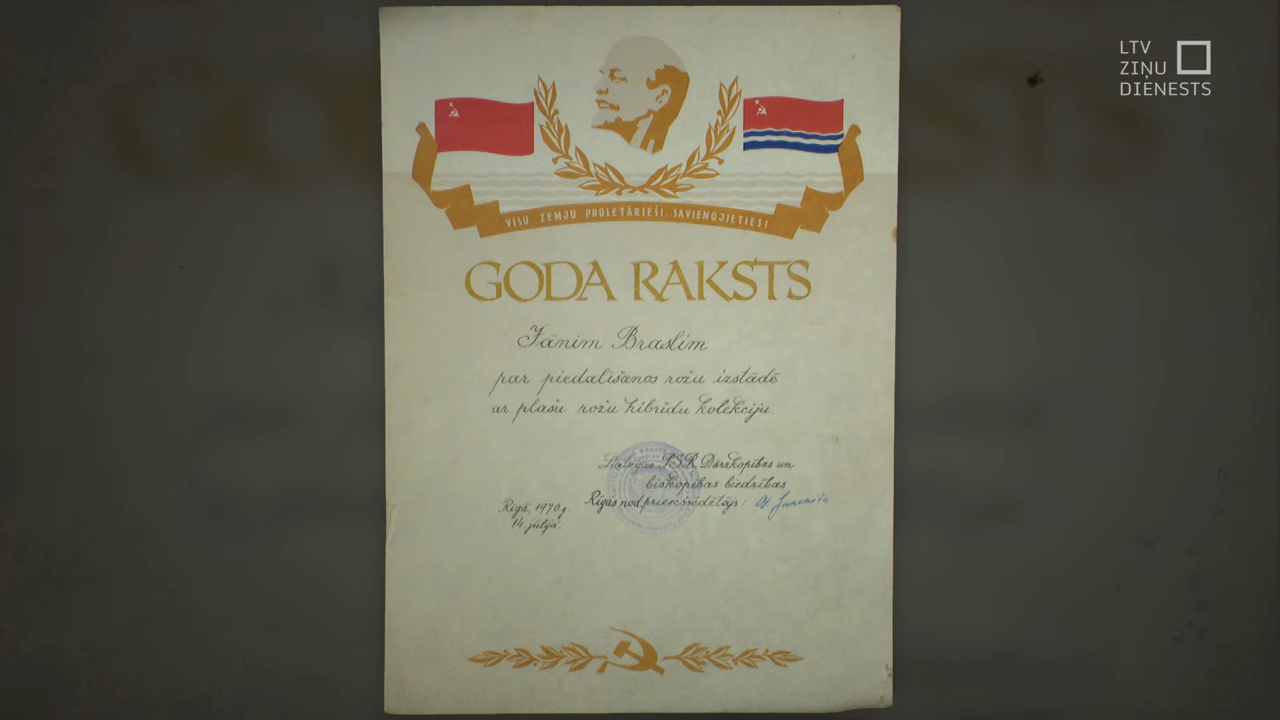 LTV
ZIŅU
DIENESTS
VISU ZEMJU PROLETĀRIEŠI, SAVIENOJIETIES!
GODA RAKSTS
Jānim Braslim
par piedalīšanos rožu izstādē
ar plašu rožu hibrīdu kolekciju.
Latvijas PSR Dārzkopības un
biškopības biedrības
Rīgas nod. priekšsēdētājs:
Rīgā, 1970.g.
14. jūlijā.